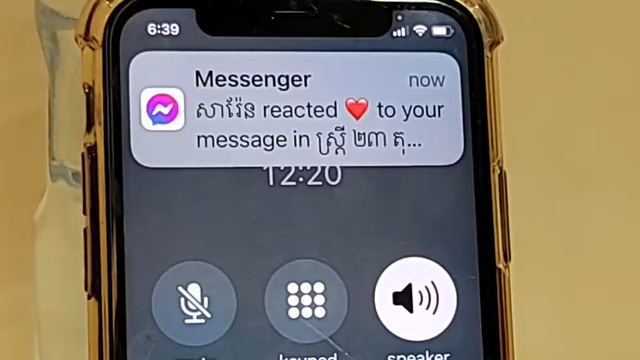 6:39
Messenger
now
សារ៉ែន reacted ❤️ to your
message in ស្ត្រី ២៣ តុ...
12:20
keypad
speaker